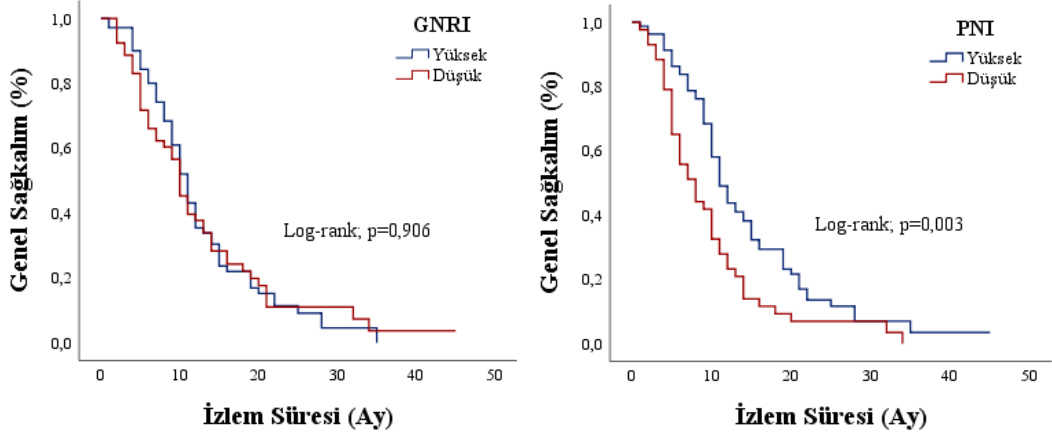 GNRI
Yüksek
Düşük
Genel Sağkalım (%)
1,0
0,8
0,6
0,4
0,2
0,0
Log-rank; p=0,906
0 10 20 30 40 50
İzlem Süresi (Ay)
PNI
Yüksek
Düşük
Genel Sağkalım (%)
1,0
0,8
0,6
0,4
0,2
0,0
Log-rank; p=0,003
0 10 20 30 40 50
İzlem Süresi (Ay)